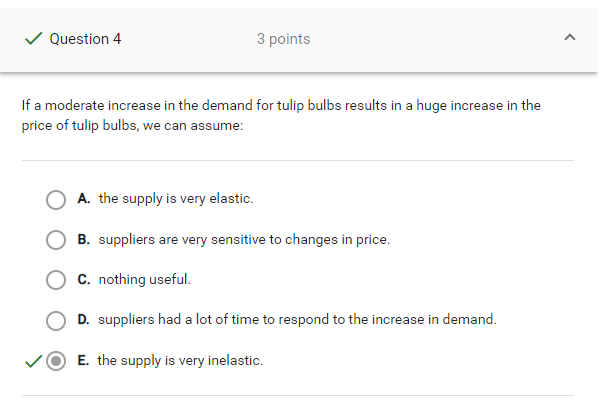 Question 4 3 points
If a moderate increase in the demand for tulip bulbs results in a huge increase in the
price of tulip bulbs, we can assume:
A. the supply is very elastic.
B. suppliers are very sensitive to changes in price.
C. nothing useful.
D. suppliers had a lot of time to respond to the increase in demand.
E. the supply is very inelastic.